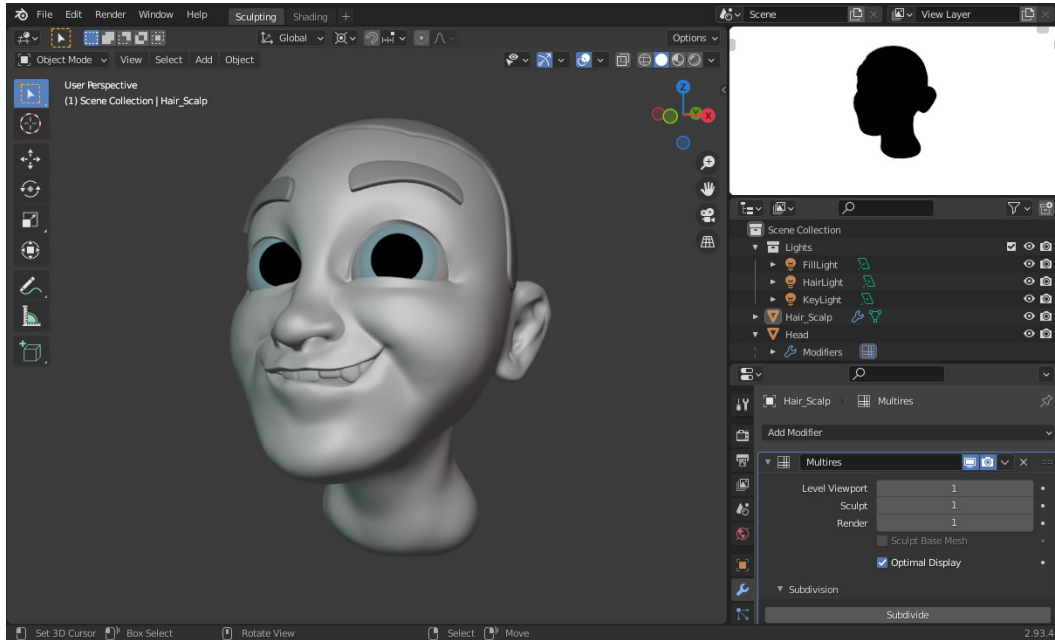 File Edit Render Window Help Sculpting Shading + Scene View Layer
Global Options
Object Mode View Select Add Object
User Perspective
(1) Scene Collection | Hair_Scalp
Z
Y X
Scene Collection
Lights
FillLight
HairLight
KeyLight
Hair_Scalp
Head
Modifiers
Hair_Scalp Multires
Add Modifier
Multires
Level Viewport 1
Sculpt 1
Render 1
Sculpt Base Mesh
Optimal Display
Subdivision
Subdivide
Set 3D Cursor Box Select Rotate View Select Move 2.93.4